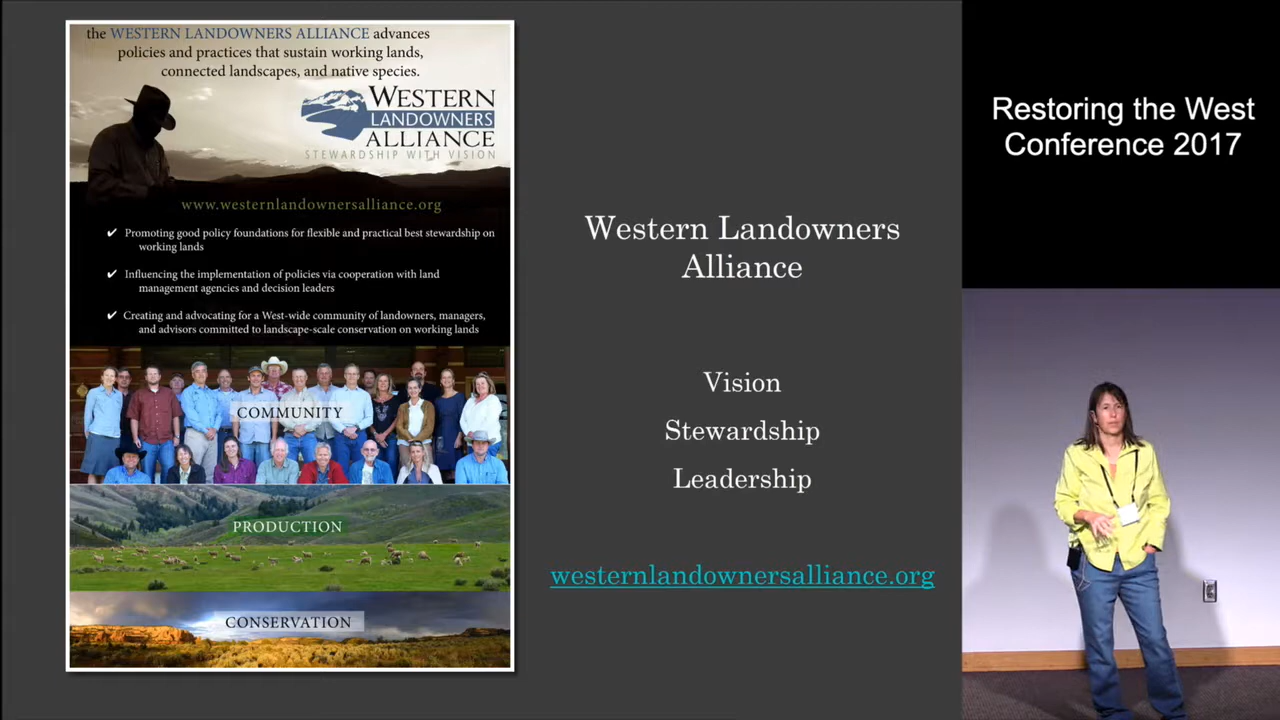 the WESTERN LANDOWNERS ALLIANCE advances
policies and practices that sustain working lands,
connected landscapes, and native species.
WESTERN
LANDOWNERS
ALLIANCE
STEWARDSHIP WITH VISION
www.westernlandownersalliance.org
✔ Promoting good policy foundations for flexible and practical best stewardship on
working lands
✔ Influencing the implementation of policies via cooperation with land
management agencies and decision leaders
✔ Creating and advocating for a West-wide community of landowners, managers,
and advisors committed to landscape-scale conservation on working lands
COMMUNITY
PRODUCTION
CONSERVATION
Western Landowners
Alliance
Vision
Stewardship
Leadership
westernlandownersalliance.org
Restoring the West
Conference 2017